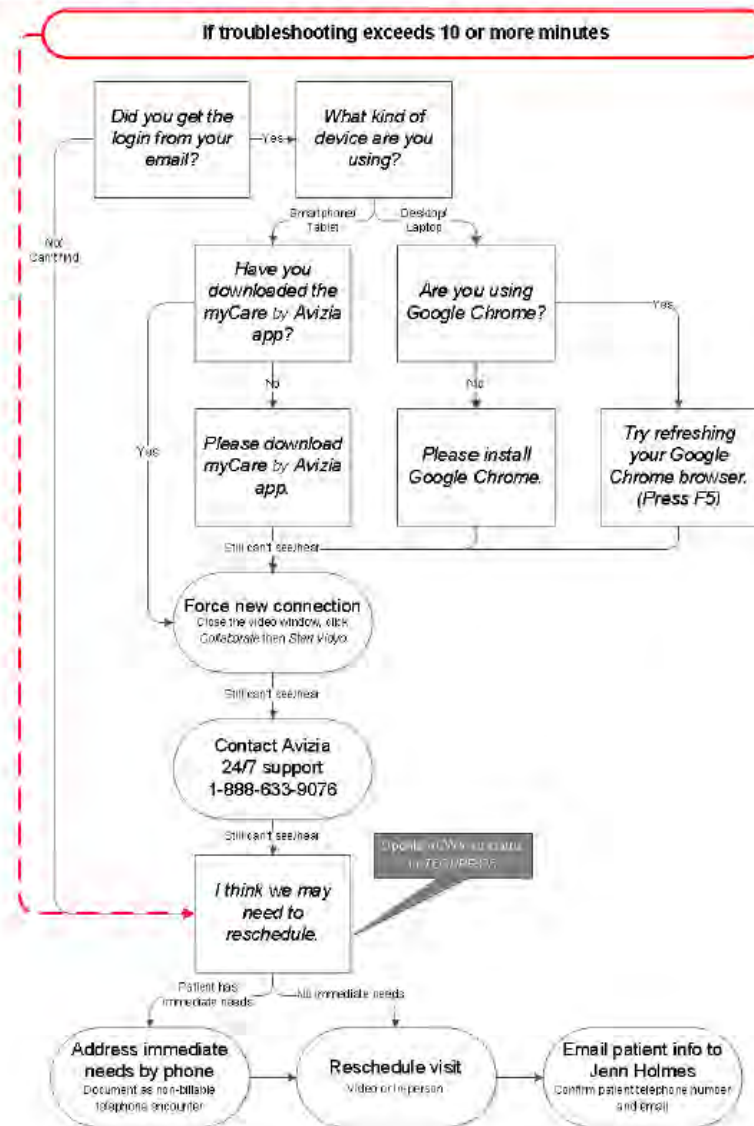 If troubleshooting exceeds 10 or more minutes
Did you get the
login from your
email?
Yes
What kind of
device are you
using?
No/
Can't find
Smartphone/
Tablet
Desktop/
Laptop
Have you
downloaded the
myCare by Avizia
app?
Are you using
Google Chrome?
Yes
No
No
Yes
Please download
myCare by Avizia
app.
Please install
Google Chrome.
Try refreshing
your Google
Chrome browser.
(Press F5)
Still can't see/hear
Force new connection
Close the video window, click
Collaborate then Start Vidyo.
Still can't see/hear
Contact Avizia
24/7 support
1-888-633-9076
Still can't see/hear
I think we may
need to
reschedule.
Patient has
immediate needs
No immediate needs
Address immediate
needs by phone
Document as non-billable
telephone encounter
Reschedule visit
Video or In-person
Email patient info to
Jenn Holmes
Confirm patient telephone number
and email